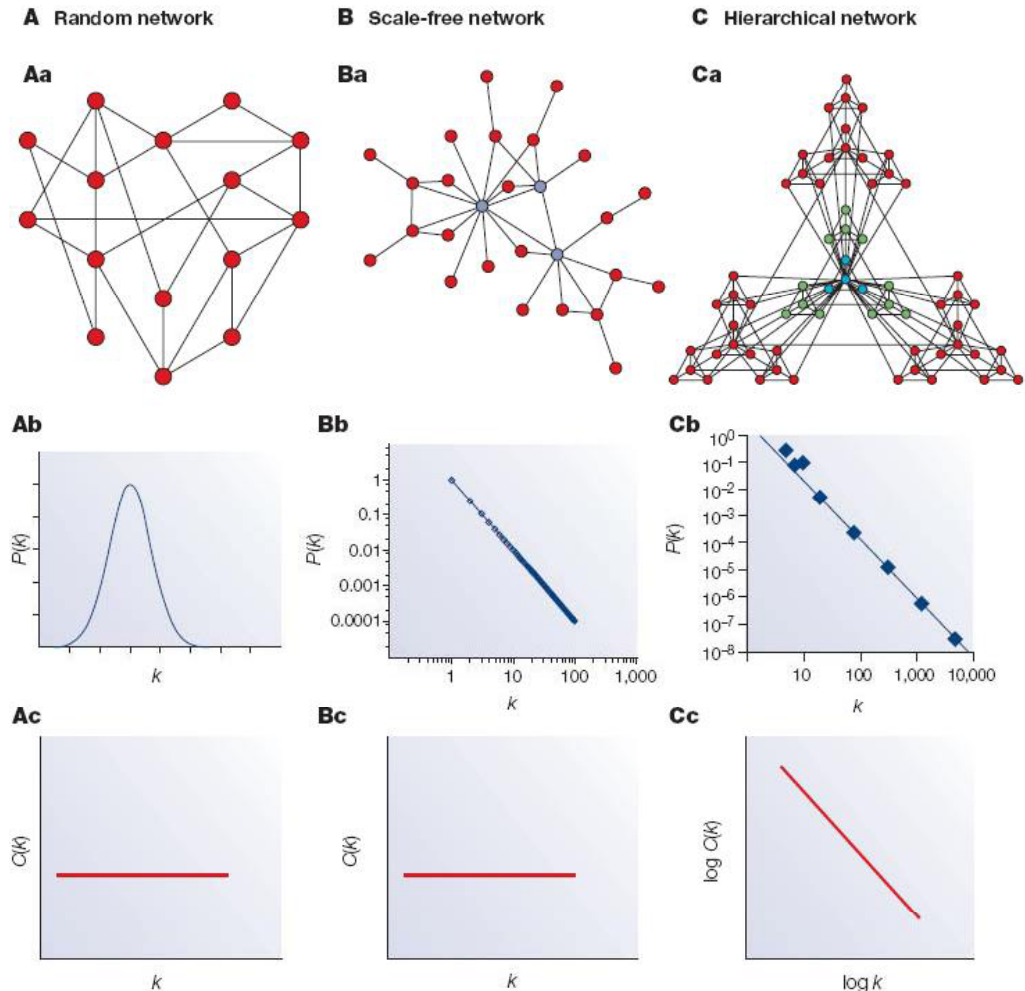 A Random network
B Scale-free network
C Hierarchical network
Aa
Ba
Ca
Ab
P(k)
k
Bb
P(k)
1
0.1
0.01
0.001
0.0001
1 10 100 1,000
k
Cb
P(k)
10⁰
10⁻¹
10⁻²
10⁻³
10⁻⁴
10⁻⁵
10⁻⁶
10⁻⁷
10⁻⁸
10 100 1,000 10,000
k
Ac
C(k)
k
Bc
C(k)
k
Cc
log C(k)
log k